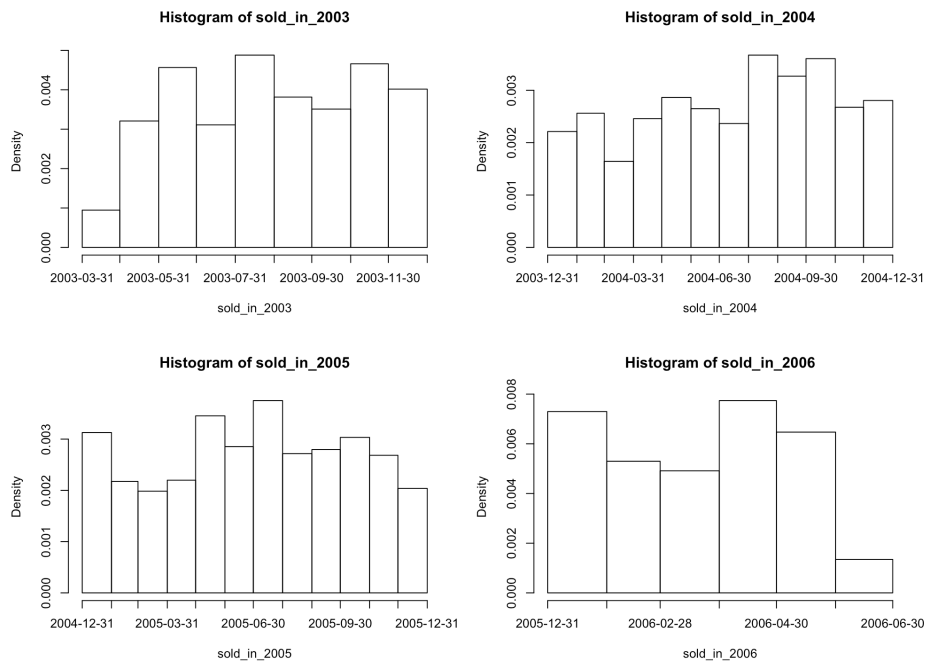 Histogram of sold_in_2003
Density
0.000
0.002
0.004
2003-03-31 2003-05-31 2003-07-31 2003-09-30 2003-11-30
sold_in_2003
Histogram of sold_in_2004
Density
0.000
0.001
0.002
0.003
2003-12-31 2004-03-31 2004-06-30 2004-09-30 2004-12-31
sold_in_2004
Histogram of sold_in_2005
Density
0.000
0.001
0.002
0.003
2004-12-31 2005-03-31 2005-06-30 2005-09-30 2005-12-31
sold_in_2005
Histogram of sold_in_2006
Density
0.000
0.002
0.004
0.006
0.008
2005-12-31 2006-02-28 2006-04-30 2006-06-30
sold_in_2006